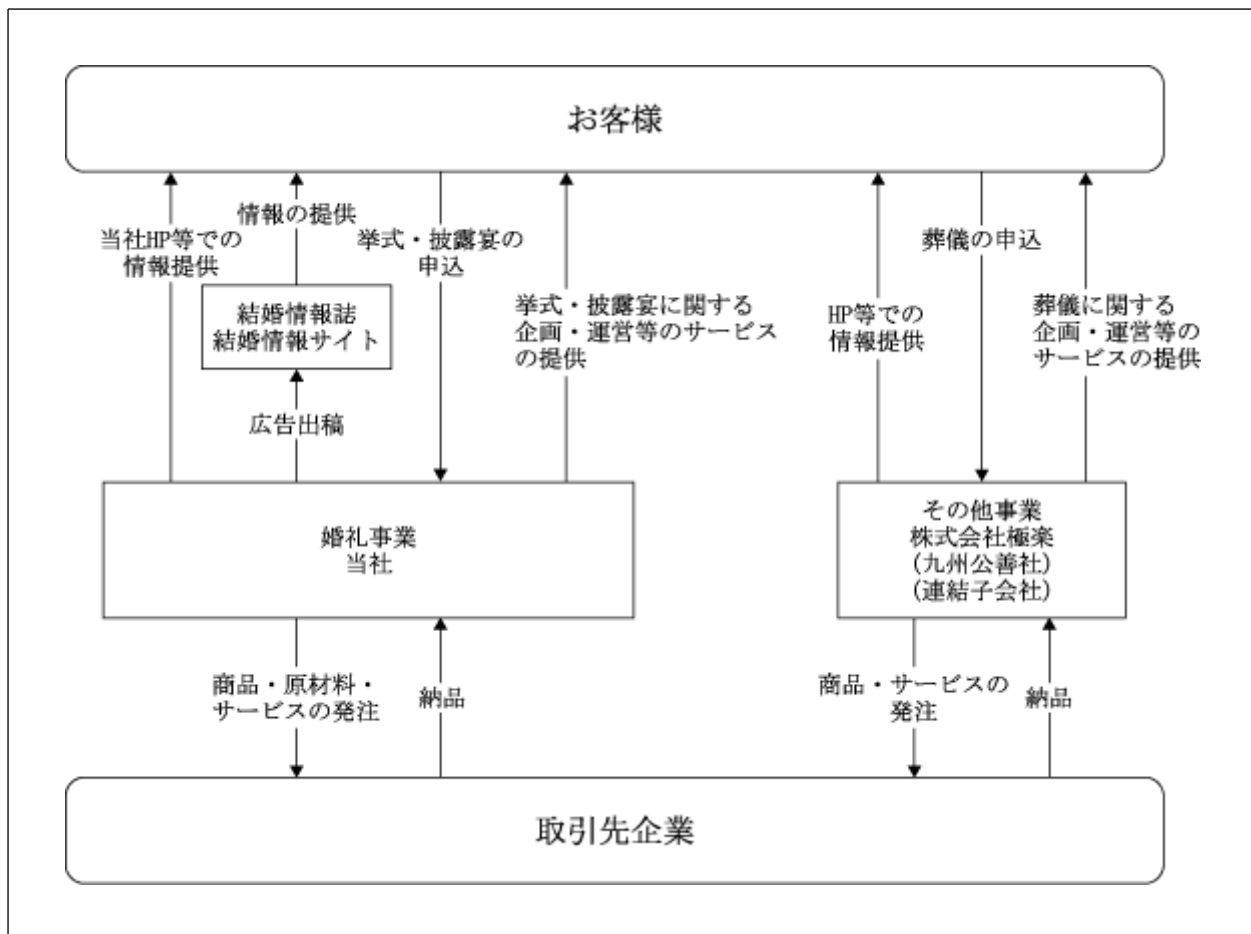 お客様
当社HP等での
情報提供
情報の提供
結婚情報誌
結婚情報サイト
広告出稿
挙式・披露宴の
申込
挙式・披露宴に関する
企画・運営等のサービス
の提供
HP等での
情報提供
葬儀の申込
葬儀に関する
企画・運営等の
サービスの提供
婚礼事業
当社
その他事業
株式会社極楽
(九州公善社)
(連結子会社)
商品・原材料・
サービスの発注
納品
商品・サービスの
発注
納品
取引先企業